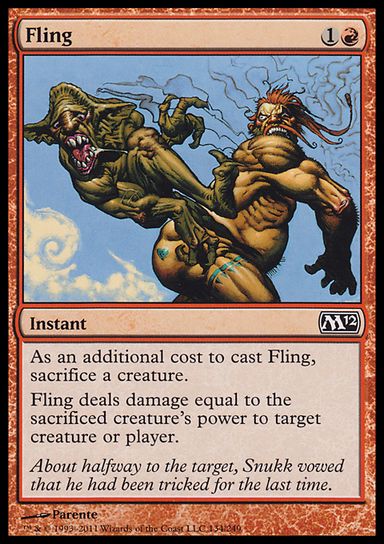 Fling 1
M12
Instant
As an additional cost to cast Fling,
sacrifice a creature.
Fling deals damage equal to the
sacrificed creature's power to target
creature or player.
About halfway to the target, Snukk vowed
that he had been tricked for the last time.
Parente
™ & © 1993–2011 Wizards of the Coast LLC 134/249